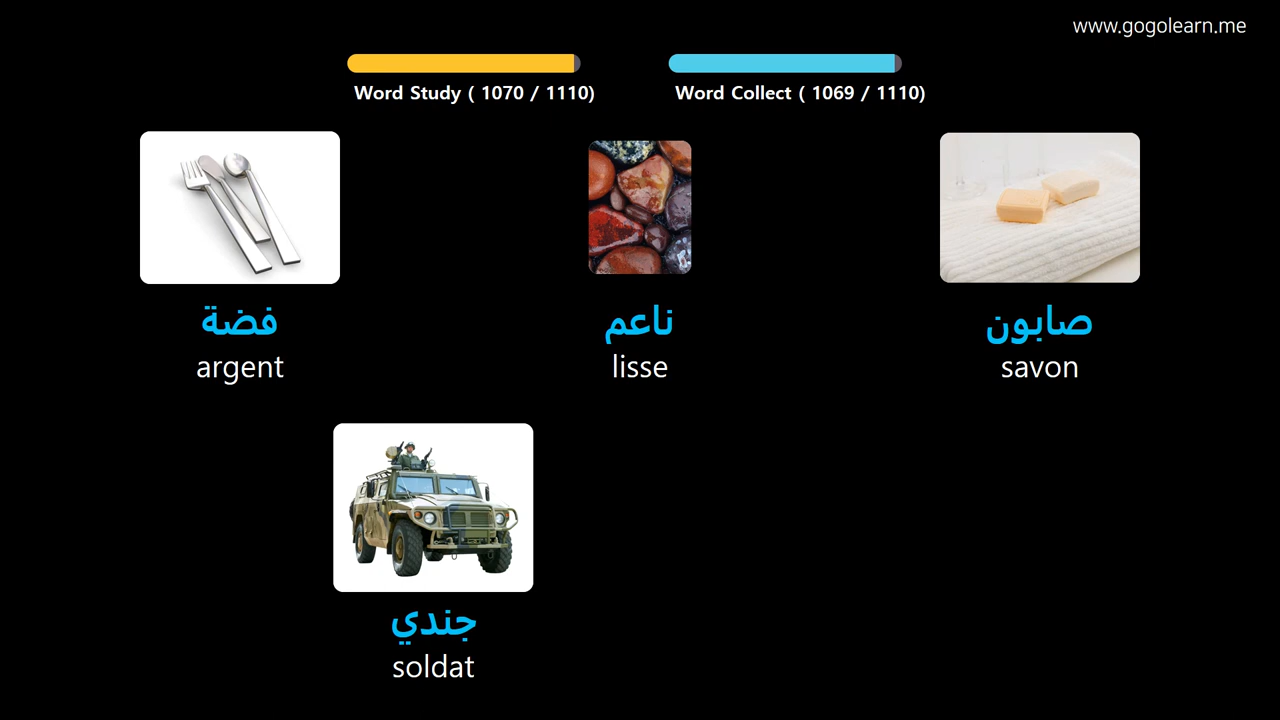 www.gogolearn.me
Word Study ( 1070 / 1110)
Word Collect ( 1069 / 1110)
فضة
argent
ناعم
lisse
صابون
savon
جندي
soldat